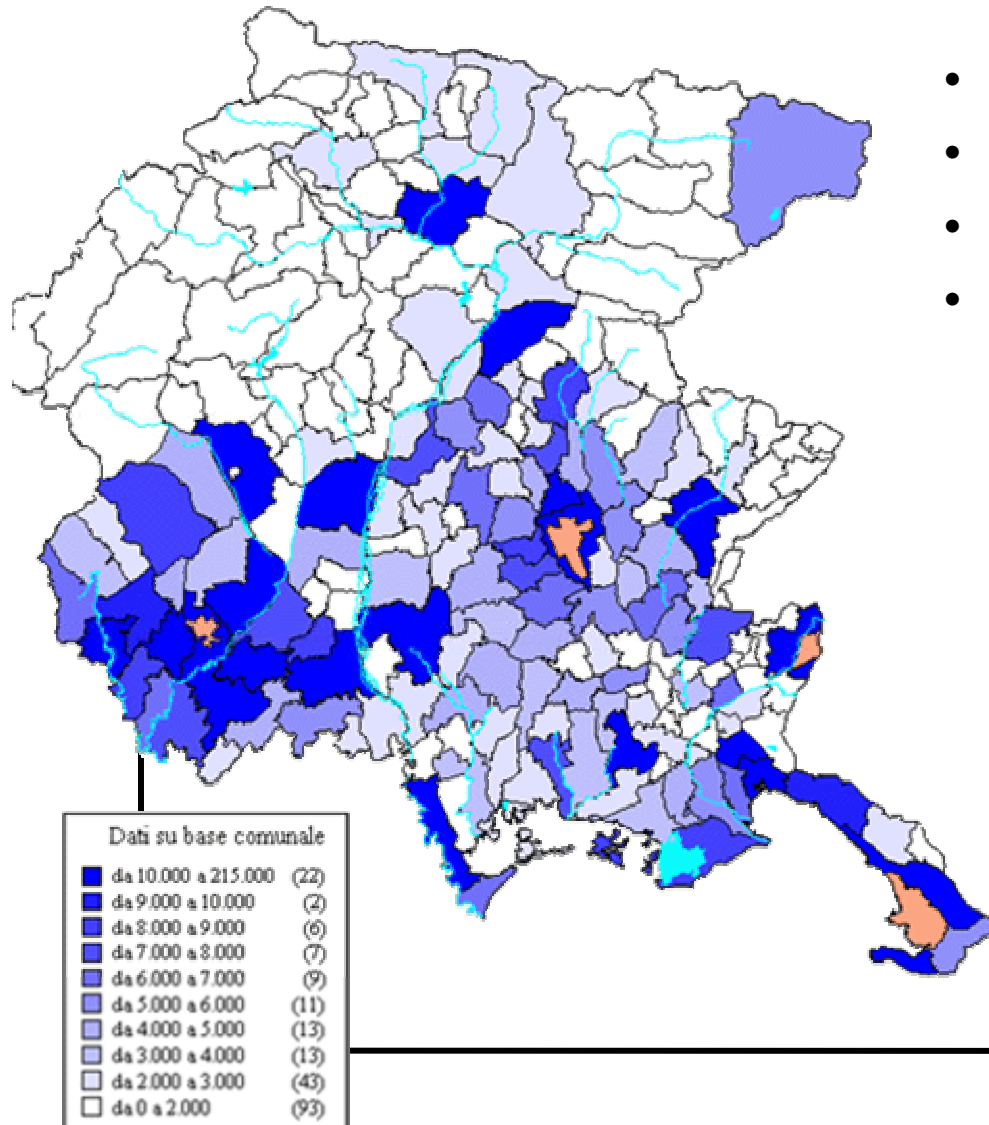 Dati su base comunale
da 10.000 a 215.000 (22)
da 9.000 a 10.000 (2)
da 8.000 a 9.000 (6)
da 7.000 a 8.000 (7)
da 6.000 a 7.000 (9)
da 5.000 a 6.000 (11)
da 4.000 a 5.000 (13)
da 3.000 a 4.000 (13)
da 2.000 a 3.000 (43)
da 0 a 2.000 (93)